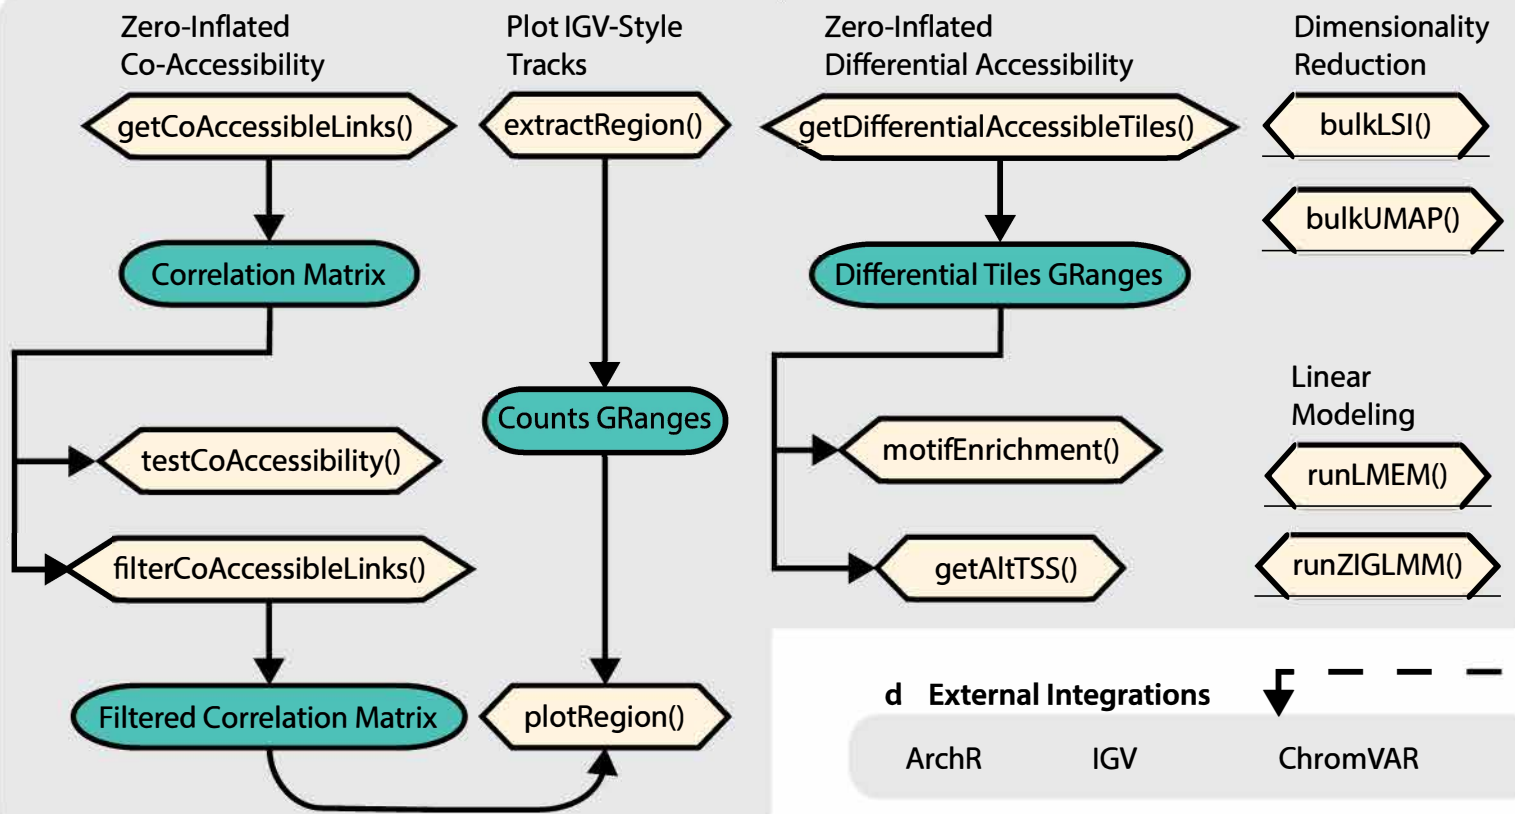 Zero-Inflated
Co-Accessibility
getCoAccessibleLinks()
Correlation Matrix
testCoAccessibility()
filterCoAccessibleLinks()
Filtered Correlation Matrix
Plot IGV-Style
Tracks
extractRegion()
Counts GRanges
plotRegion()
Zero-Inflated
Differential Accessibility
getDifferentialAccessibleTiles()
Differential Tiles GRanges
motifEnrichment()
getAltTSS()
Dimensionality
Reduction
bulkLSI()
bulkUMAP()
Linear
Modeling
runLMEM()
runZIGLMM()
d External Integrations
ArchR IGV ChromVAR